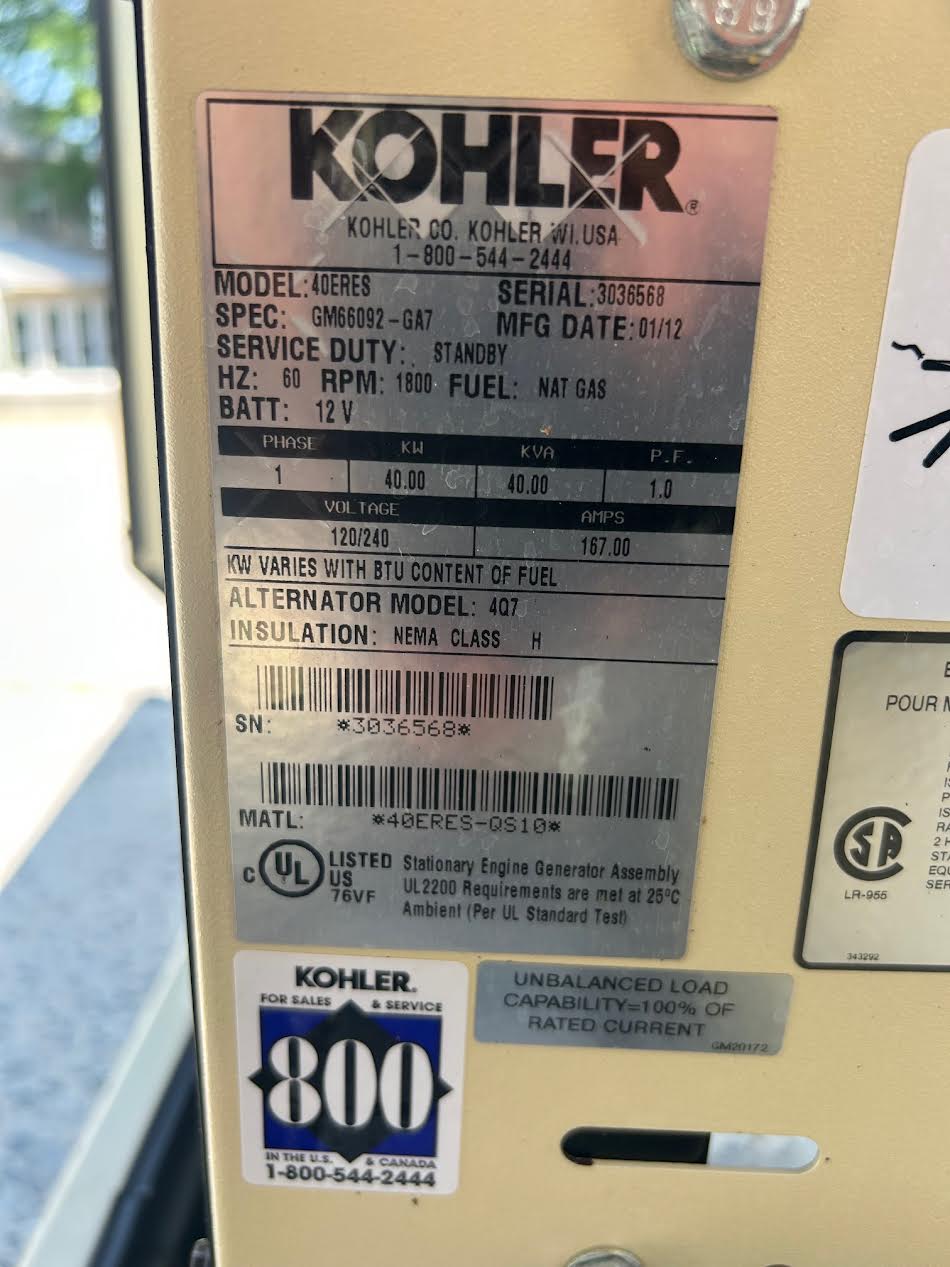 89
KOHLER®
KOHLER CO. KOHLER WI. USA
1-800-544-2444
MODEL: 40ERES SERIAL: 3036568
SPEC: GM66092-GA7 MFG DATE: 01/12
SERVICE DUTY: STANDBY
HZ: 60 RPM: 1800 FUEL: NAT GAS
BATT: 12 V
PHASE KW KVA P.F.
1 40.00 40.00 1.0
VOLTAGE AMPS
120/240 167.00
KW VARIES WITH BTU CONTENT OF FUEL
ALTERNATOR MODEL: 4Q7
INSULATION: NEMA CLASS H
SN: *3036568*
MATL: *40ERES-QS10*
C UL LISTED US 76VF
Stationary Engine Generator Assembly
UL2200 Requirements are met at 25°C
Ambient (Per UL Standard Test)
KOHLER.
FOR SALES & SERVICE
800
IN THE U.S. & CANADA
1-800-544-2444
UNBALANCED LOAD
CAPABILITY=100% OF
RATED CURRENT
GM20172
POUR
SA
LR-955
343292